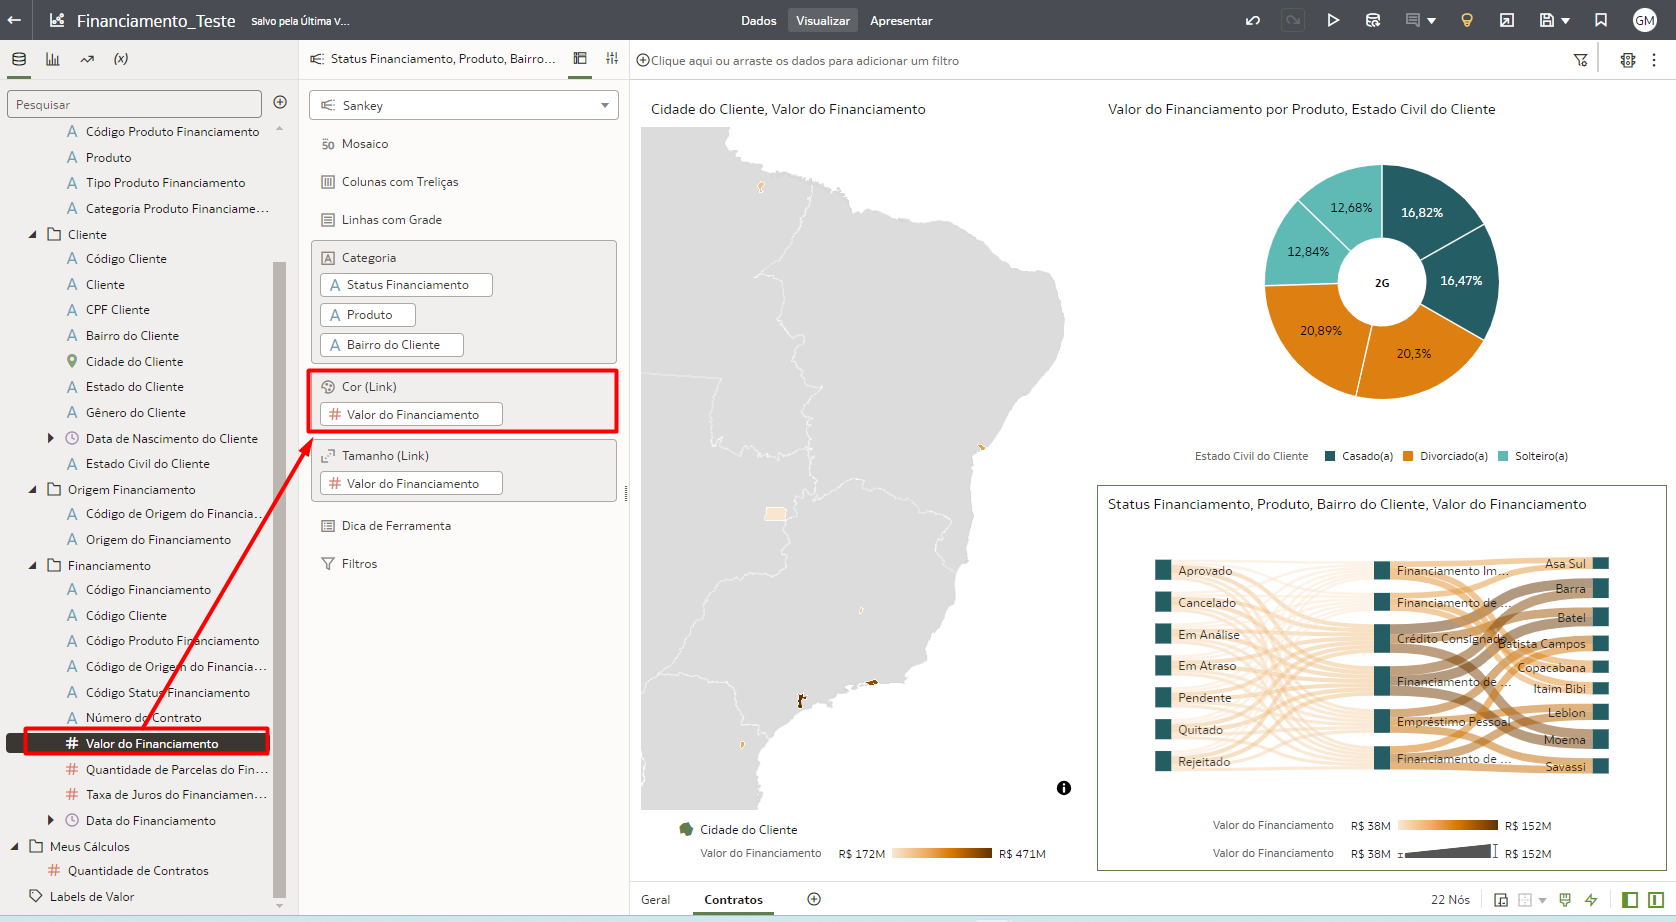 Financiamento_Teste
Salvo pela Última V...
Dados
Visualizar
Apresentar
GM
(x)
Pesquisar
Código Produto Financiamento
Produto
Tipo Produto Financiamento
Categoria Produto Financiame...
Cliente
Código Cliente
Cliente
CPF Cliente
Bairro do Cliente
Cidade do Cliente
Estado do Cliente
Gênero do Cliente
Data de Nascimento do Cliente
Estado Civil do Cliente
Origem Financiamento
Código de Origem do Financia...
Origem do Financiamento
Financiamento
Código Financiamento
Código Cliente
Código Produto Financiamento
Código de Origem do Financia...
Código Status Financiamento
Número do Contrato
Valor do Financiamento
Quantidade de Parcelas do Fin...
Taxa de Juros do Financiamen...
Data do Financiamento
Meus Cálculos
Quantidade de Contratos
Labels de Valor
Status Financiamento, Produto, Bairro...
Sankey
50 Mosaico
Colunas com Treliças
Linhas com Grade
Categoria
Status Financiamento
Produto
Bairro do Cliente
Cor (Link)
Valor do Financiamento
Tamanho (Link)
Valor do Financiamento
Dica de Ferramenta
Filtros
Clique aqui ou arraste os dados para adicionar um filtro
Cidade do Cliente, Valor do Financiamento
Cidade do Cliente
Valor do Financiamento
R$ 172M
R$ 471M
Valor do Financiamento por Produto, Estado Civil do Cliente
12,68%
16,82%
12,84%
16,47%
2G
20,89%
20,3%
Estado Civil do Cliente
Casado(a)
Divorciado(a)
Solteiro(a)
Status Financiamento, Produto, Bairro do Cliente, Valor do Financiamento
Aprovado
Cancelado
Em Análise
Em Atraso
Pendente
Quitado
Rejeitado
Financiamento Im...
Financiamento de ...
Crédito Consignado
Financiamento de ...
Empréstimo Pessoal
Financiamento de ...
Asa Sul
Barra
Batel
Batista Campos
Copacabana
Itaim Bibi
Leblon
Moema
Savassi
Valor do Financiamento
R$ 38M
R$ 152M
Valor do Financiamento
R$ 38M
R$ 152M
Geral
Contratos
22 Nós